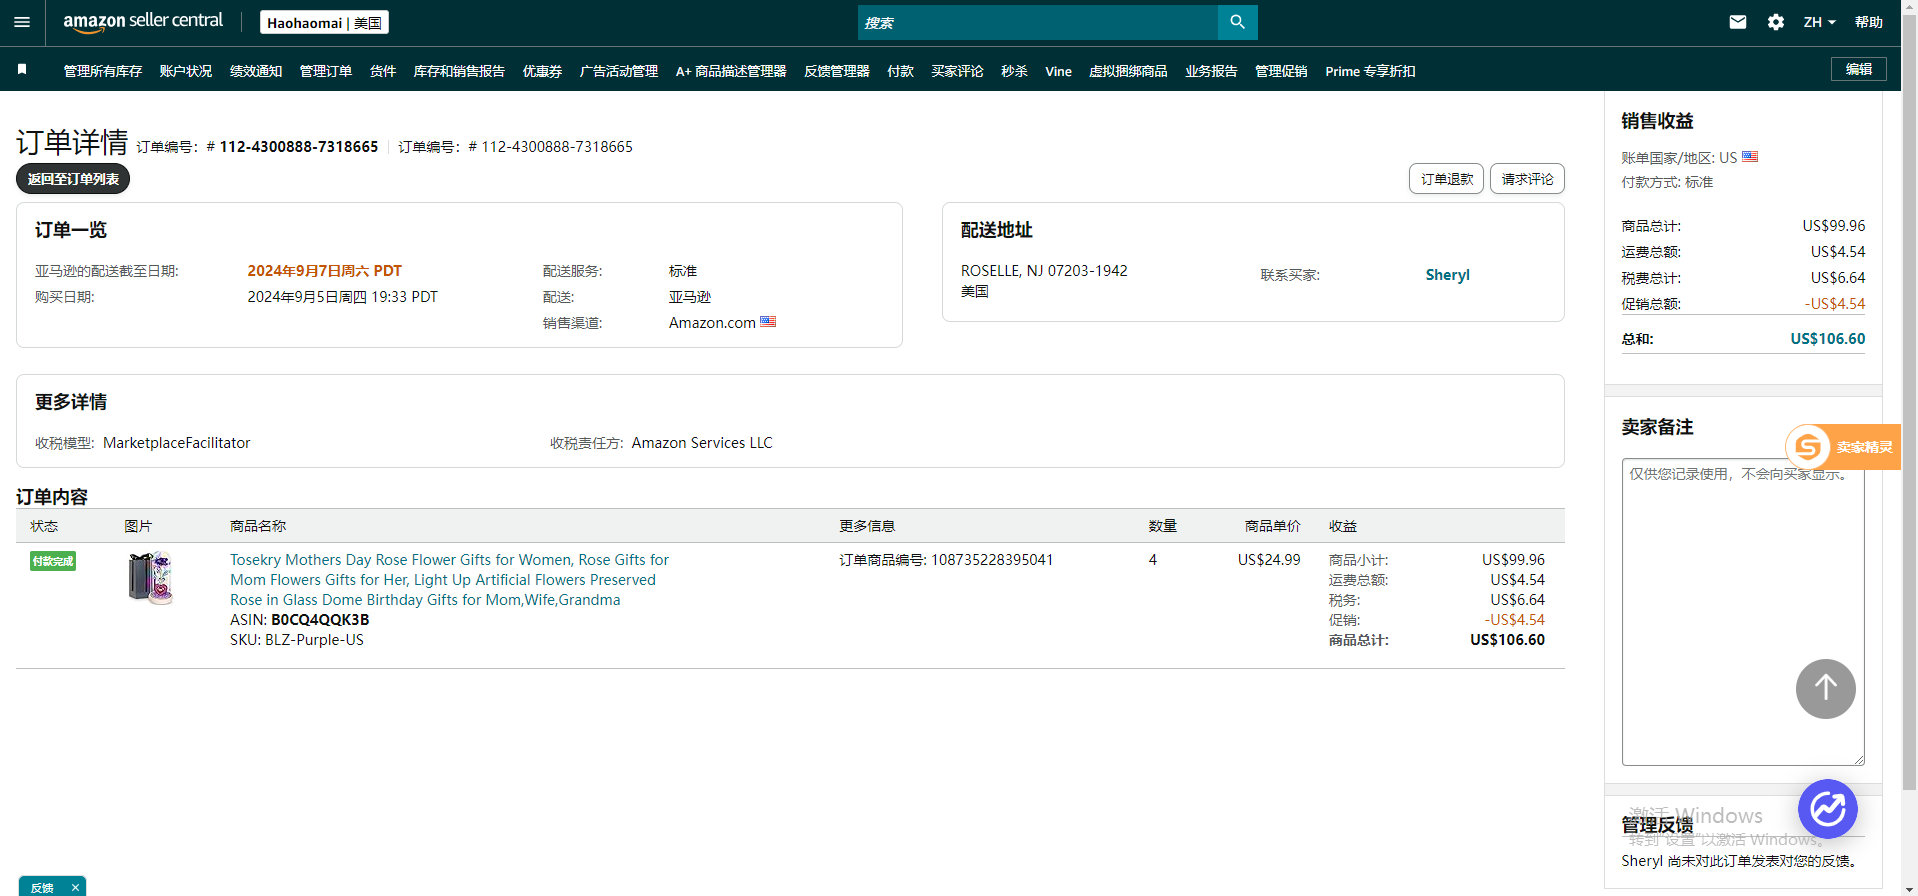 amazon seller central
Haohaomai | 美国
搜索
ZH
帮助
管理所有库存
账户状况
绩效通知
管理订单
货件
库存和销售报告
优惠券
广告活动管理
A+ 商品描述管理器
反馈管理器
付款
买家评论
秒杀
Vine
虚拟捆绑商品
业务报告
管理促销
Prime 专享折扣
编辑
订单详情 订单编号: # 112-4300888-7318665 订单编号: # 112-4300888-7318665
返回至订单列表
订单退款
请求评论
订单一览
亚马逊的配送截至日期: 2024年9月7日周六 PDT
购买日期: 2024年9月5日周四 19:33 PDT
配送服务: 标准
配送: 亚马逊
销售渠道: Amazon.com
配送地址
ROSELLE, NJ 07203-1942
美国
联系买家: Sheryl
更多详情
收税模型: MarketplaceFacilitator
收税责任方: Amazon Services LLC
订单内容
状态 图片 商品名称 更多信息 数量 商品单价 收益
付款完成
Tosekry Mothers Day Rose Flower Gifts for Women, Rose Gifts for
Mom Flowers Gifts for Her, Light Up Artificial Flowers Preserved
Rose in Glass Dome Birthday Gifts for Mom,Wife,Grandma
ASIN: B0CQ4QQK3B
SKU: BLZ-Purple-US
订单商品编号: 108735228395041
4
US$24.99
商品小计: US$99.96
运费总额: US$4.54
税务: US$6.64
促销: -US$4.54
商品总计: US$106.60
销售收益
账单国家/地区: US
付款方式: 标准
商品总计: US$99.96
运费总额: US$4.54
税费总计: US$6.64
促销总额: -US$4.54
总和: US$106.60
卖家备注
卖家精灵
仅供您记录使用，不会向买家显示。
激活 Windows
转到"设置"以激活 Windows。
管理反馈
Sheryl 尚未对此订单发表对您的反馈。
反馈 ×